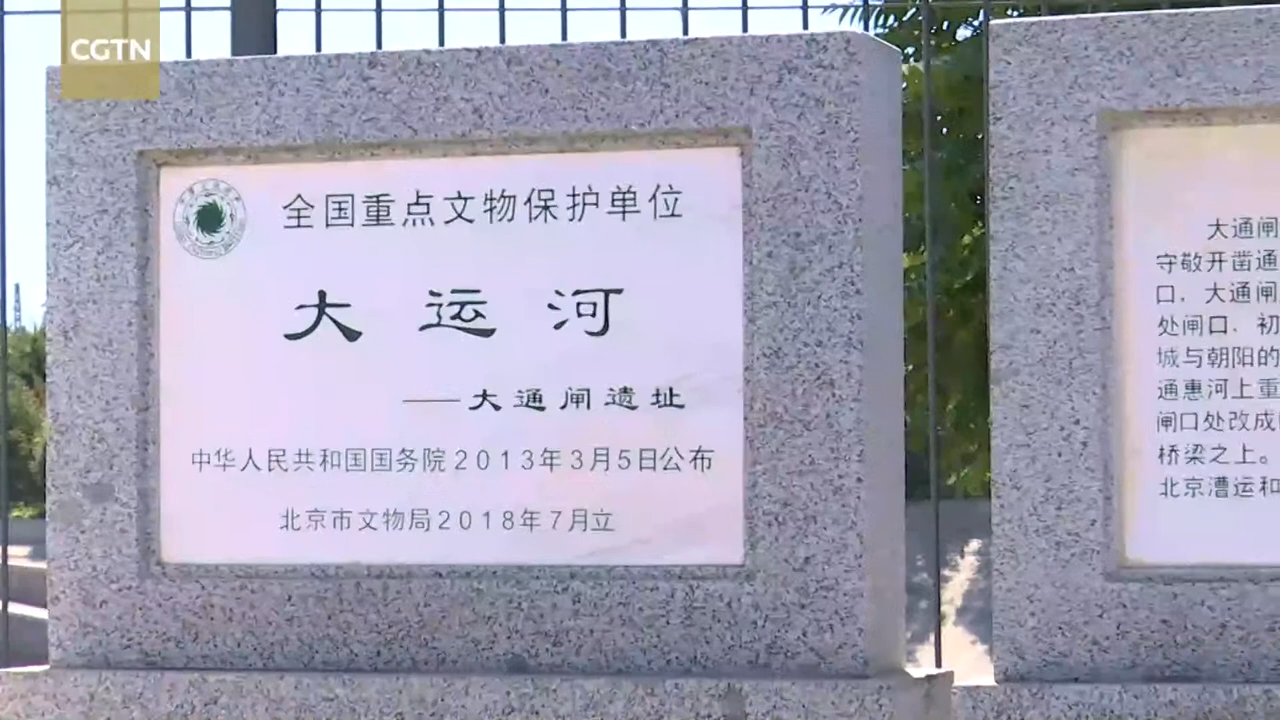 CGTN
全国重点文物保护单位
大运河
——大通闸遗址
中华人民共和国国务院2013年3月5日公布
北京市文物局2018年7月立
大通闸
守敬开凿通
口，大通闸
处闸口，初
城与朝阳的
通惠河上重
闸口处改成
桥梁之上。
北京漕运和